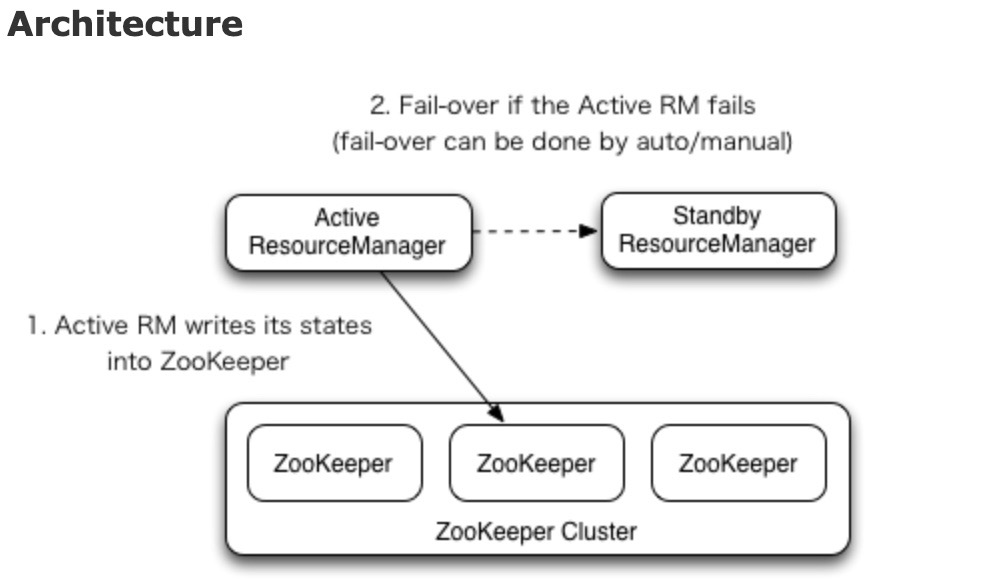 Architecture
2. Fail-over if the Active RM fails
(fail-over can be done by auto/manual)
Active
ResourceManager
Standby
ResourceManager
1. Active RM writes its states
into ZooKeeper
ZooKeeper
ZooKeeper
ZooKeeper
ZooKeeper Cluster